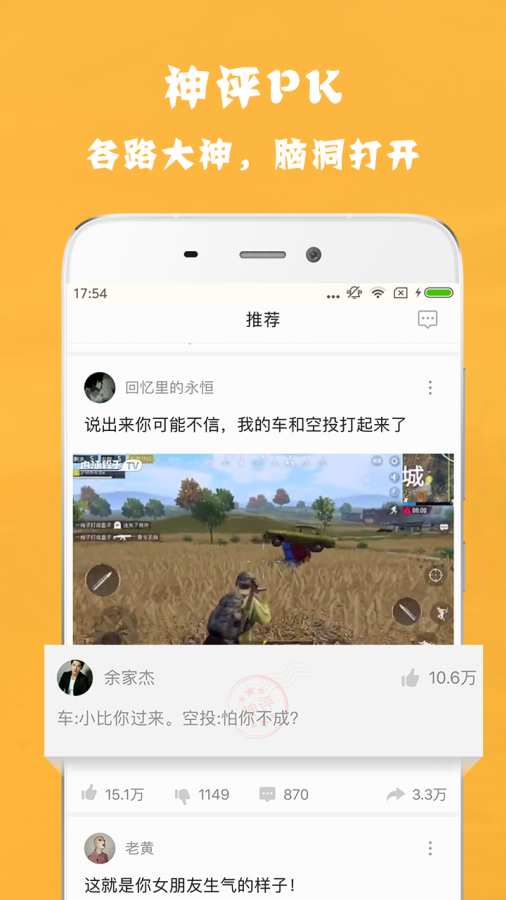 神评PK
各路大神，脑洞打开
17:54
推荐
回忆里的永恒
说出来你可能不信，我的车和空投打起来了
TV
城
余家杰
10.6万
车:小比你过来。空投:怕你不成?
15.1万
1149
870
3.3万
老黄
这就是你女朋友生气的样子!